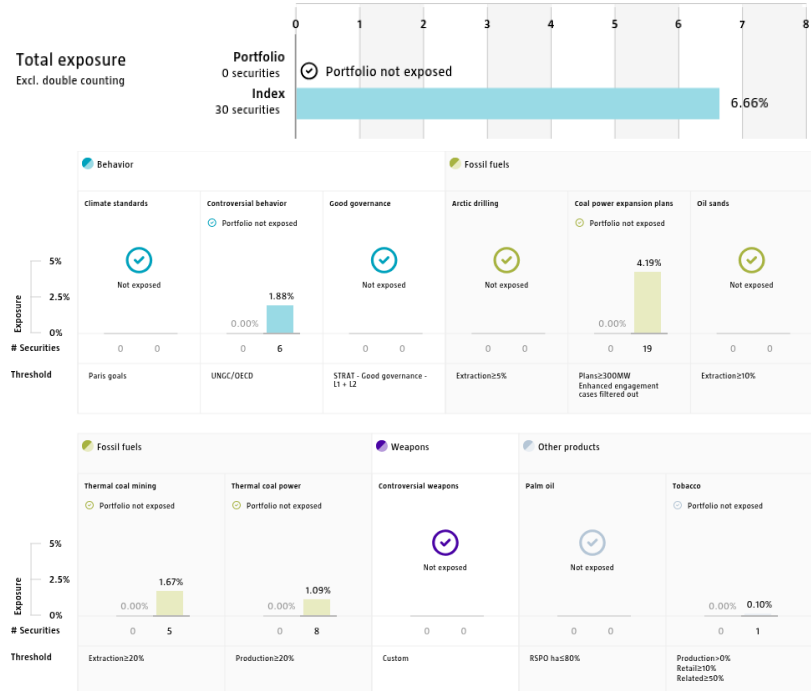 0 1 2 3 4 5 6 7 8
Total exposure
Excl. double counting
Portfolio
0 securities
Portfolio not exposed
Index
30 securities
6.66%
Behavior
Fossil fuels
Climate standards
Controversial behavior
Good governance
Arctic drilling
Coal power expansion plans
Oil sands
Portfolio not exposed
Portfolio not exposed
Not exposed
Not exposed
Not exposed
Not exposed
Exposure
5%
2.5%
0%
0.00%
1.88%
0.00%
4.19%
# Securities
0 0
0 6
0 0
0 0
0 19
0 0
Threshold
Paris goals
UNGC/OECD
STRAT - Good governance -
L1 + L2
Extraction≥5%
Plans≥300MW
Enhanced engagement
cases filtered out
Extraction≥10%
Fossil fuels
Weapons
Other products
Thermal coal mining
Thermal coal power
Controversial weapons
Palm oil
Tobacco
Portfolio not exposed
Portfolio not exposed
Portfolio not exposed
Not exposed
Not exposed
Exposure
5%
2.5%
0%
0.00%
1.67%
0.00%
1.09%
0.00%
0.10%
# Securities
0 5
0 8
0 0
0 0
0 1
Threshold
Extraction≥20%
Production≥20%
Custom
RSPO ha≤80%
Production>0%
Retail≥10%
Related≥50%